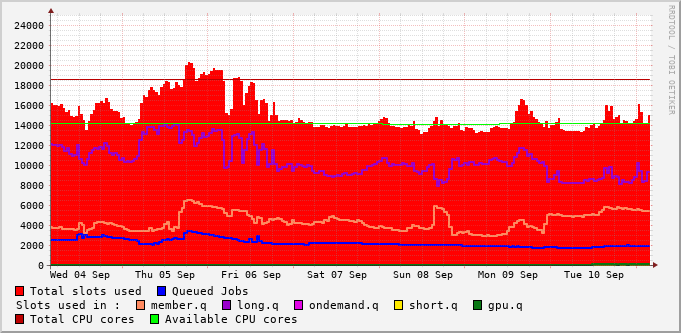 24000
22000
20000
18000
16000
14000
12000
10000
8000
6000
4000
2000
0
Wed 04 Sep Thu 05 Sep Fri 06 Sep Sat 07 Sep Sun 08 Sep Mon 09 Sep Tue 10 Sep
Total slots used Queued Jobs
Slots used in : member.q long.q ondemand.q short.q gpu.q
Total CPU cores Available CPU cores
RRDTOOL / TOBI OETIKER